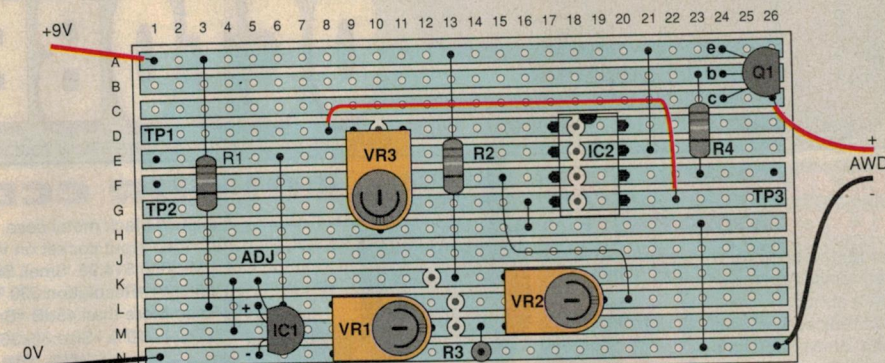 1 2 3 4 5 6 7 8 9 10 11 12 13 14 15 16 17 18 19 20 21 22 23 24 25 26
+9V
A
e
B
b
Q1
C
c
D
TP1
+
E
R1
VR3
R2
IC2
R4
AWD
F
-
G
TP2
TP3
H
J
ADJ
K
L
+
VR2
M
IC1
VR1
0V
N
-
R3